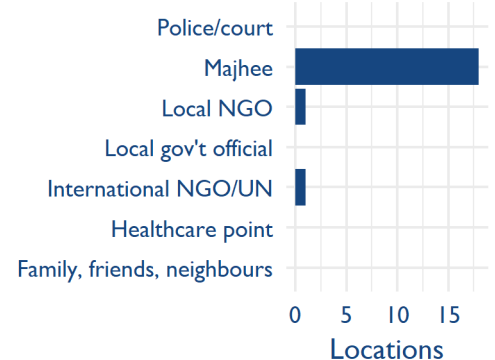 Police/court
Majhee
Local NGO
Local gov't official
International NGO/UN
Healthcare point
Family, friends, neighbours
0 5 10 15
Locations